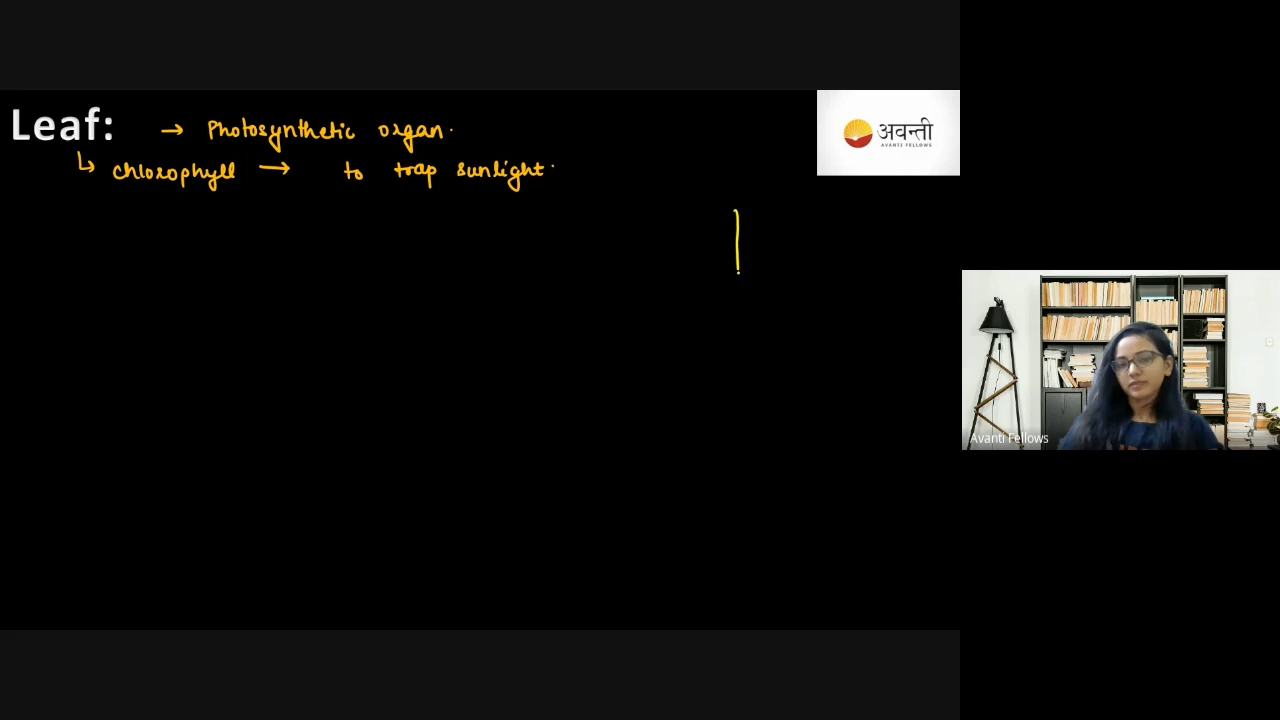 Leaf: → Photosynthetic organ.
↳ chlorophyll → to trap sunlight.
अवन्ती
AVANTI FELLOWS
Avanti Fellows